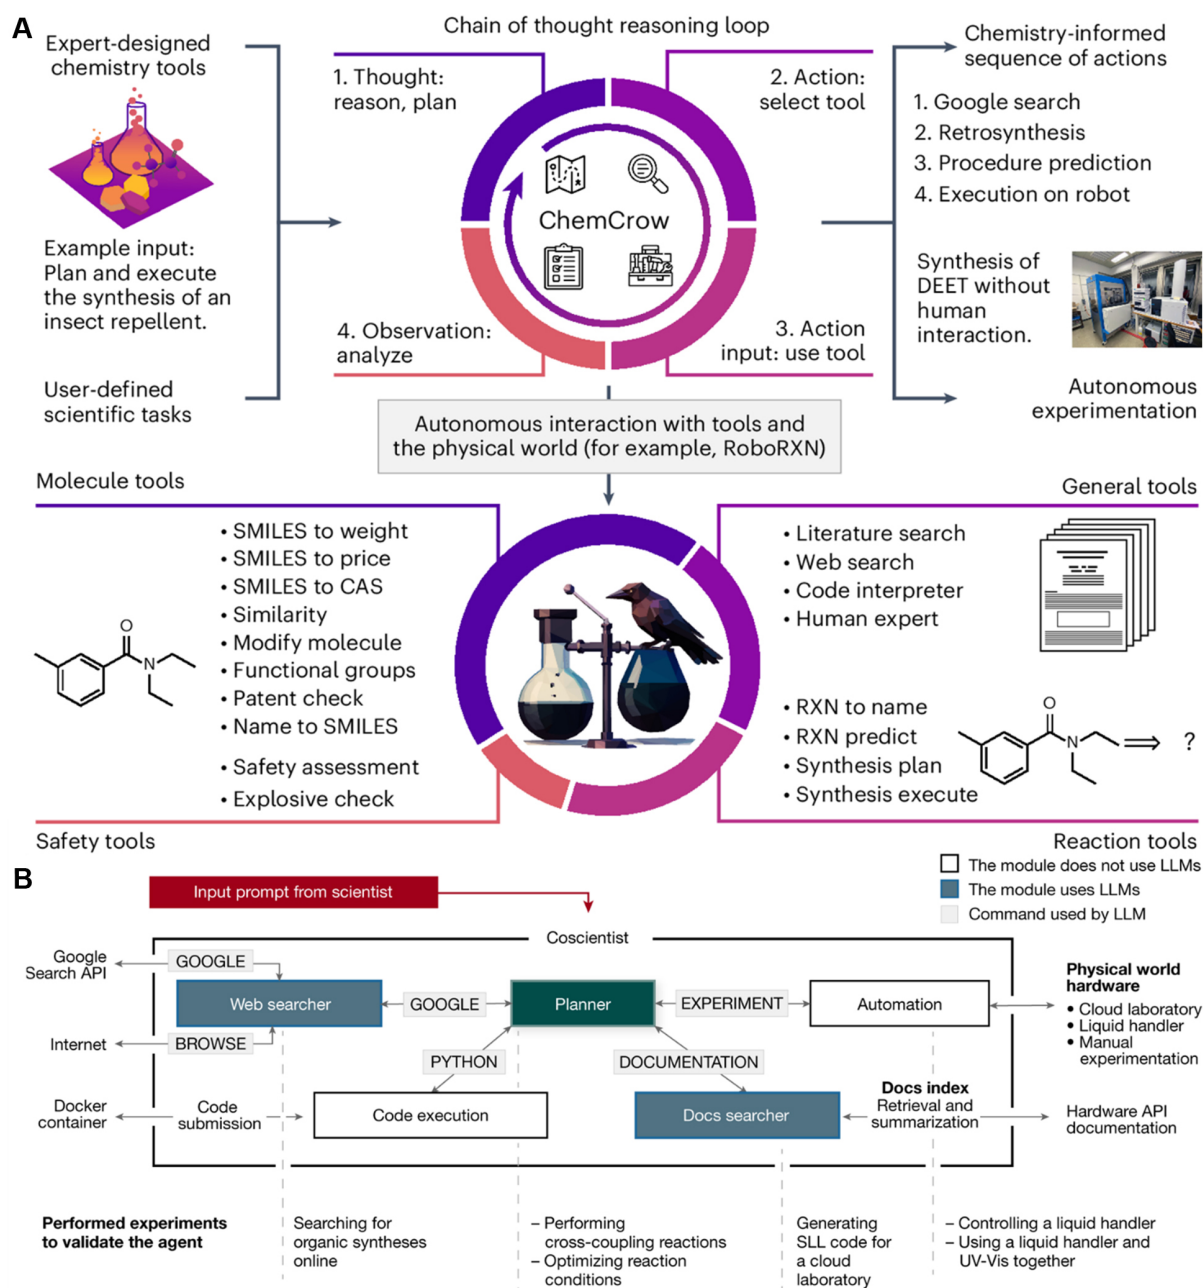 A
Expert-designed
chemistry tools
Example input:
Plan and execute
the synthesis of an
insect repellent.
User-defined
scientific tasks
Chain of thought reasoning loop
1. Thought:
reason, plan
2. Action:
select tool
ChemCrow
4. Observation:
analyze
3. Action
input: use tool
Chemistry-informed
sequence of actions
1. Google search
2. Retrosynthesis
3. Procedure prediction
4. Execution on robot
Synthesis of
DEET without
human
interaction.
Autonomous
experimentation
Autonomous interaction with tools and
the physical world (for example, RoboRXN)
Molecule tools
• SMILES to weight
• SMILES to price
• SMILES to CAS
• Similarity
• Modify molecule
• Functional groups
• Patent check
• Name to SMILES
O
N
• Safety assessment
• Explosive check
Safety tools
General tools
• Literature search
• Web search
• Code interpreter
• Human expert
• RXN to name
• RXN predict
• Synthesis plan
• Synthesis execute
O
N
?
Reaction tools
B
The module does not use LLMs
The module uses LLMs
Command used by LLM
Input prompt from scientist
Coscientist
Google
Search API
GOOGLE
Web searcher
GOOGLE
Planner
EXPERIMENT
Automation
Physical world
hardware
• Cloud laboratory
• Liquid handler
• Manual
experimentation
Internet
BROWSE
PYTHON
DOCUMENTATION
Docker
container
Code
submission
Code execution
Docs searcher
Docs index
Retrieval and
summarization
Hardware API
documentation
Performed experiments
to validate the agent
Searching for
organic syntheses
online
– Performing
cross-coupling reactions
– Optimizing reaction
conditions
Generating
SLL code for
a cloud
laboratory
– Controlling a liquid handler
– Using a liquid handler and
UV-Vis together